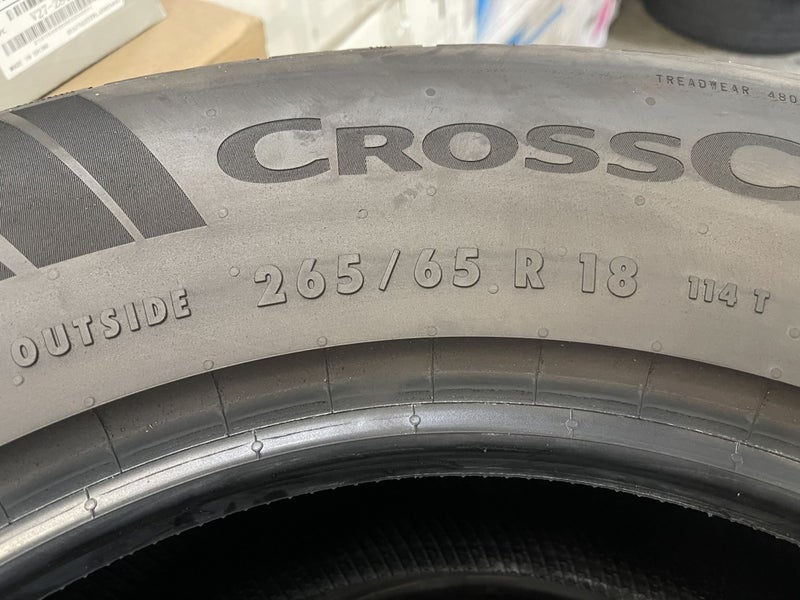 TREADWEAR 480
CROSSC
OUTSIDE 265/65 R 18 114 T